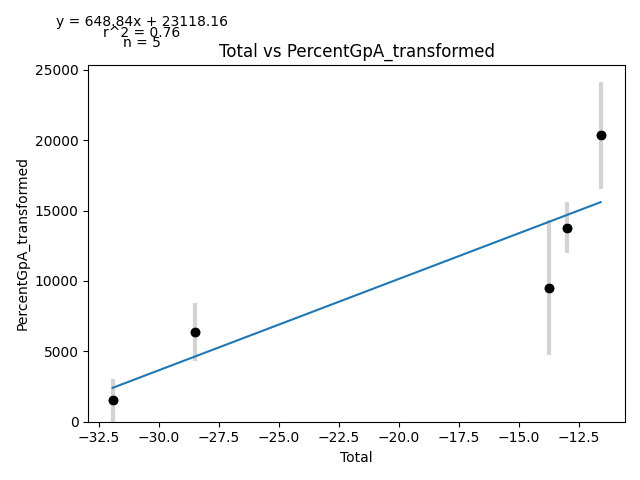 y = 648.84x + 23118.16
r^2 = 0.76
n = 5
Total vs PercentGpA_transformed
25000
20000
15000
10000
5000
0
PercentGpA_transformed
−32.5 −30.0 −27.5 −25.0 −22.5 −20.0 −17.5 −15.0 −12.5
Total